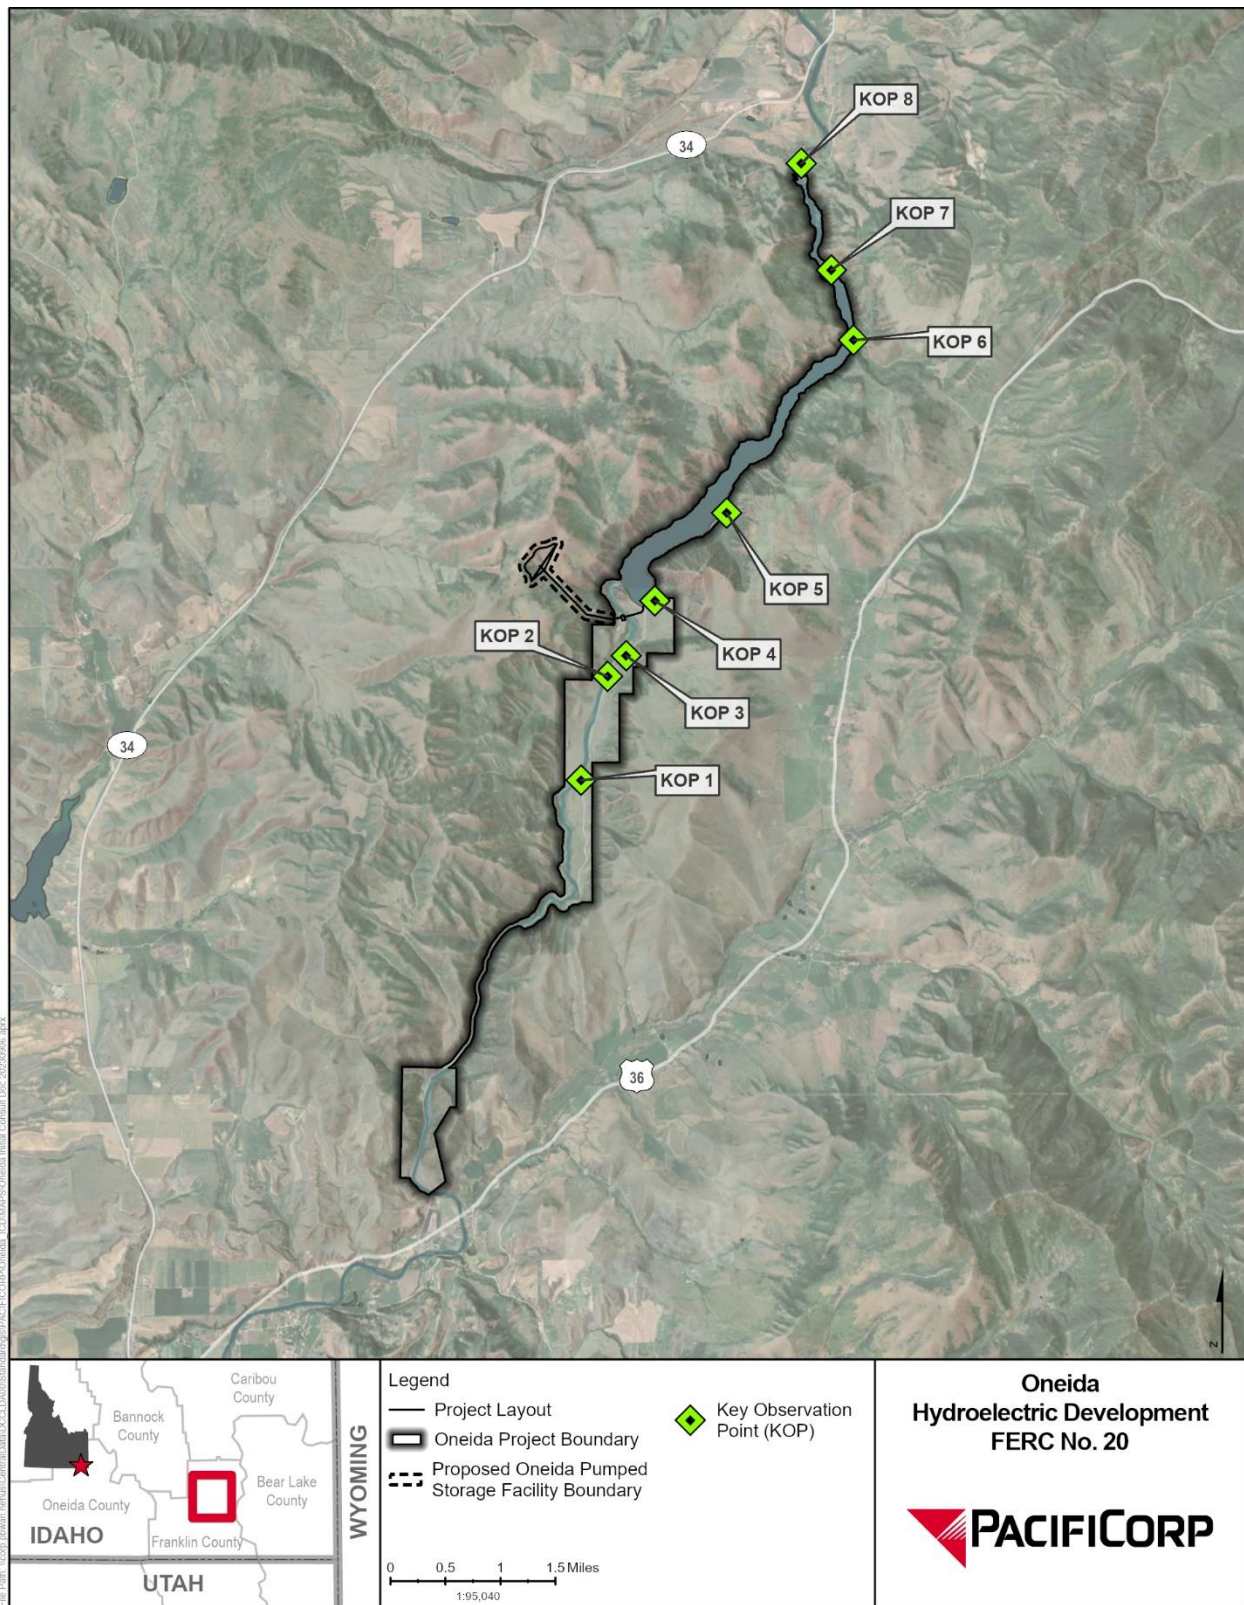 KOP 8
34
KOP 7
KOP 6
KOP 5
KOP 4
KOP 2
KOP 3
34
KOP 1
36
Z
Caribou
County
Bannock
County
Bear Lake
County
Oneida County
IDAHO
Franklin County
UTAH
WYOMING
Legend
Project Layout
Oneida Project Boundary
Proposed Oneida Pumped
Storage Facility Boundary
Key Observation
Point (KOP)
0 0.5 1 1.5 Miles
1:95,040
Oneida
Hydroelectric Development
FERC No. 20
PACIFICORP